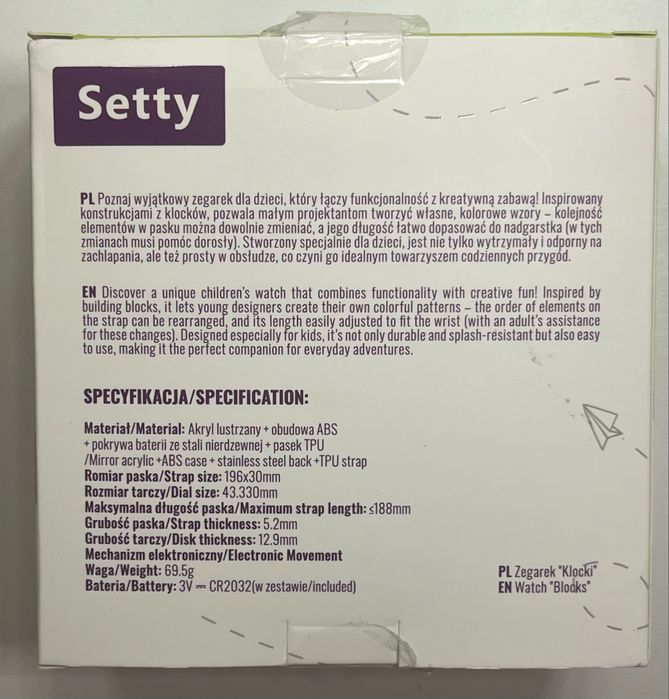 Setty
PL Poznaj wyjątkowy zegarek dla dzieci, który łączy funkcjonalność z kreatywną zabawą! Inspirowany
konstrukcjami z klocków, pozwala małym projektantom tworzyć własne, kolorowe wzory – kolejność
elementów w pasku można dowolnie zmieniać, a jego długość łatwo dopasować do nadgarstka (w tych
zmianach musi pomóc dorosły). Stworzony specjalnie dla dzieci, jest nie tylko wytrzymały i odporny na
zachlapania, ale też prosty w obsłudze, co czyni go idealnym towarzyszem codziennych przygód.
EN Discover a unique children's watch that combines functionality with creative fun! Inspired by
building blocks, it lets young designers create their own colorful patterns – the order of elements on
the strap can be rearranged, and its length easily adjusted to fit the wrist (with an adult's assistance
for these changes). Designed especially for kids, it's not only durable and splash-resistant but also easy
to use, making it the perfect companion for everyday adventures.
SPECYFIKACJA/SPECIFICATION:
Materiał/Material: Akryl lustrzany + obudowa ABS
+ pokrywa baterii ze stali nierdzewnej + pasek TPU
/Mirror acrylic +ABS case + stainless steel back +TPU strap
Romiar paska/Strap size: 196x30mm
Rozmiar tarczy/Dial size: 43.330mm
Maksymalna długość paska/Maximum strap length: ≤188mm
Grubość paska/Strap thickness: 5.2mm
Grubość tarczy/Disk thickness: 12.9mm
Mechanizm elektroniczny/Electronic Movement
Waga/Weight: 69.5g
Bateria/Battery: 3V ⎓ CR2032(w zestawie/included)
PL Zegarek "Klocki"
EN Watch "Blocks"